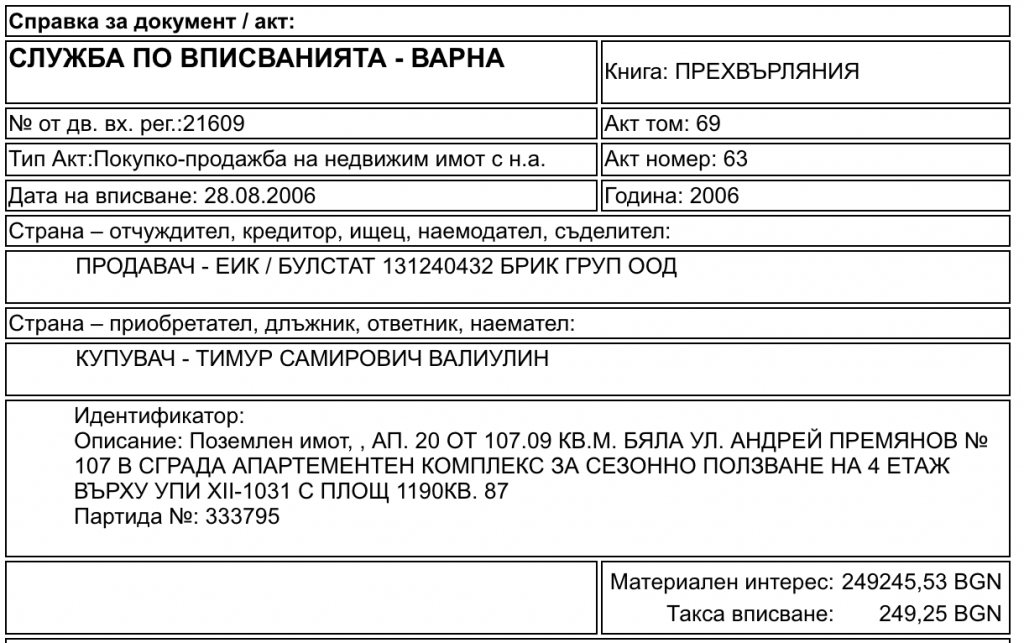 Справка за документ / акт:
СЛУЖБА ПО ВПИСВАНИЯТА - ВАРНА
Книга: ПРЕХВЪРЛЯНИЯ
№ от дв. вх. рег.:21609
Акт том: 69
Тип Акт:Покупко-продажба на недвижим имот с н.а.
Акт номер: 63
Дата на вписване: 28.08.2006
Година: 2006
Страна – отчуждител, кредитор, ищец, наемодател, съделител:
ПРОДАВАЧ - ЕИК / БУЛСТАТ 131240432 БРИК ГРУП ООД
Страна – приобретател, длъжник, ответник, наемател:
КУПУВАЧ - ТИМУР САМИРОВИЧ ВАЛИУЛИН
Идентификатор:
Описание: Поземлен имот, , АП. 20 ОТ 107.09 КВ.М. БЯЛА УЛ. АНДРЕЙ ПРЕМЯНОВ №
107 В СГРАДА АПАРТЕМЕНТЕН КОМПЛЕКС ЗА СЕЗОННО ПОЛЗВАНЕ НА 4 ЕТАЖ
ВЪРХУ УПИ XII-1031 С ПЛОЩ 1190КВ. 87
Партида №: 333795
Материален интерес: 249245,53 BGN
Такса вписване: 249,25 BGN